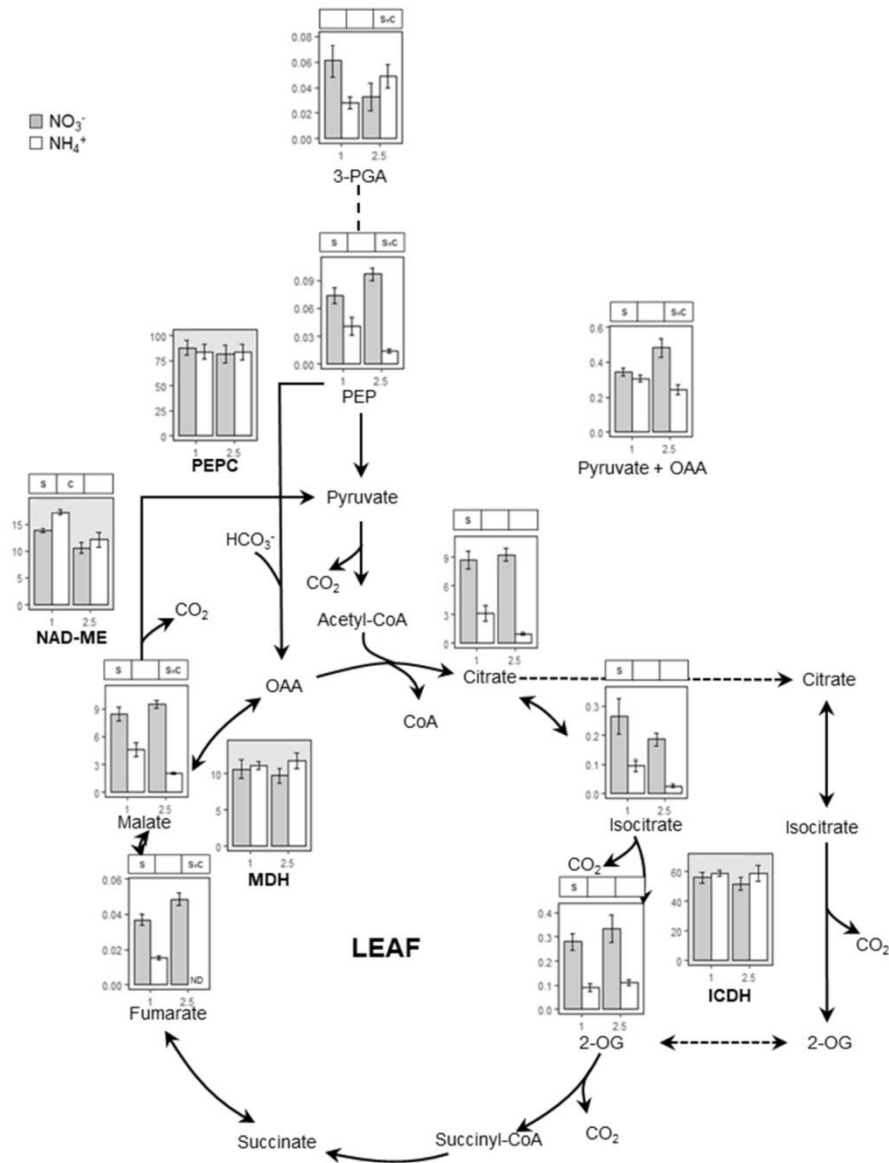 SxC
0.08
0.06
0.04
0.02
0.00
1 2.5
3-PGA
NO₃⁻
NH₄⁺
S SxC
0.09
0.06
0.03
0.00
1 2.5
PEP
100
75
50
25
0
1 2.5
PEPC
S SxC
0.6
0.4
0.2
0.0
1 2.5
Pyruvate + OAA
S C
15
10
5
0
1 2.5
NAD-ME
Pyruvate
HCO₃⁻
CO₂
CO₂
Acetyl-CoA
S
9
6
3
0
1 2.5
Citrate
Citrate
OAA
CoA
S SxC
9
6
3
0
1 2.5
Malate
10
5
0
1 2.5
MDH
S
0.3
0.2
0.1
0.0
1 2.5
Isocitrate
Isocitrate
CO₂
S SxC
0.06
0.04
0.02
0.00
ND
1 2.5
Fumarate
LEAF
S
0.4
0.3
0.2
0.1
0.0
1 2.5
2-OG
60
40
20
0
1 2.5
ICDH
CO₂
2-OG
CO₂
Succinyl-CoA
Succinate